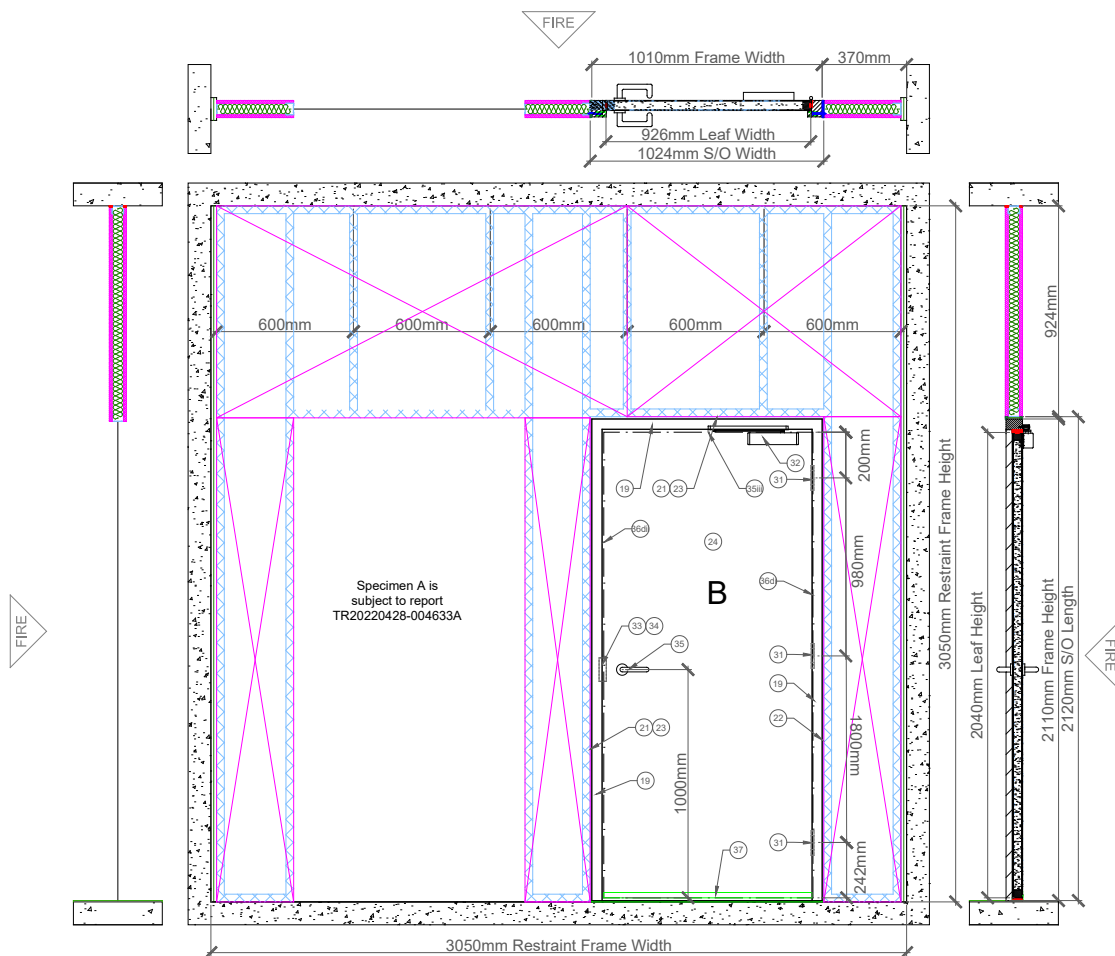 FIRE
1010mm Frame Width
370mm
926mm Leaf Width
1024mm S/O Width
600mm
600mm
600mm
600mm
600mm
924mm
19
21
23
35iii
32
31
200mm
36di
24
980mm
B
36d
Specimen A is
subject to report
TR20220428-004633A
33
34
35
31
19
22
21
23
19
1000mm
1800mm
31
37
242mm
3050mm Restraint Frame Height
2040mm Leaf Height
2110mm Frame Height
2120mm S/O Length
FIRE
FIRE
3050mm Restraint Frame Width